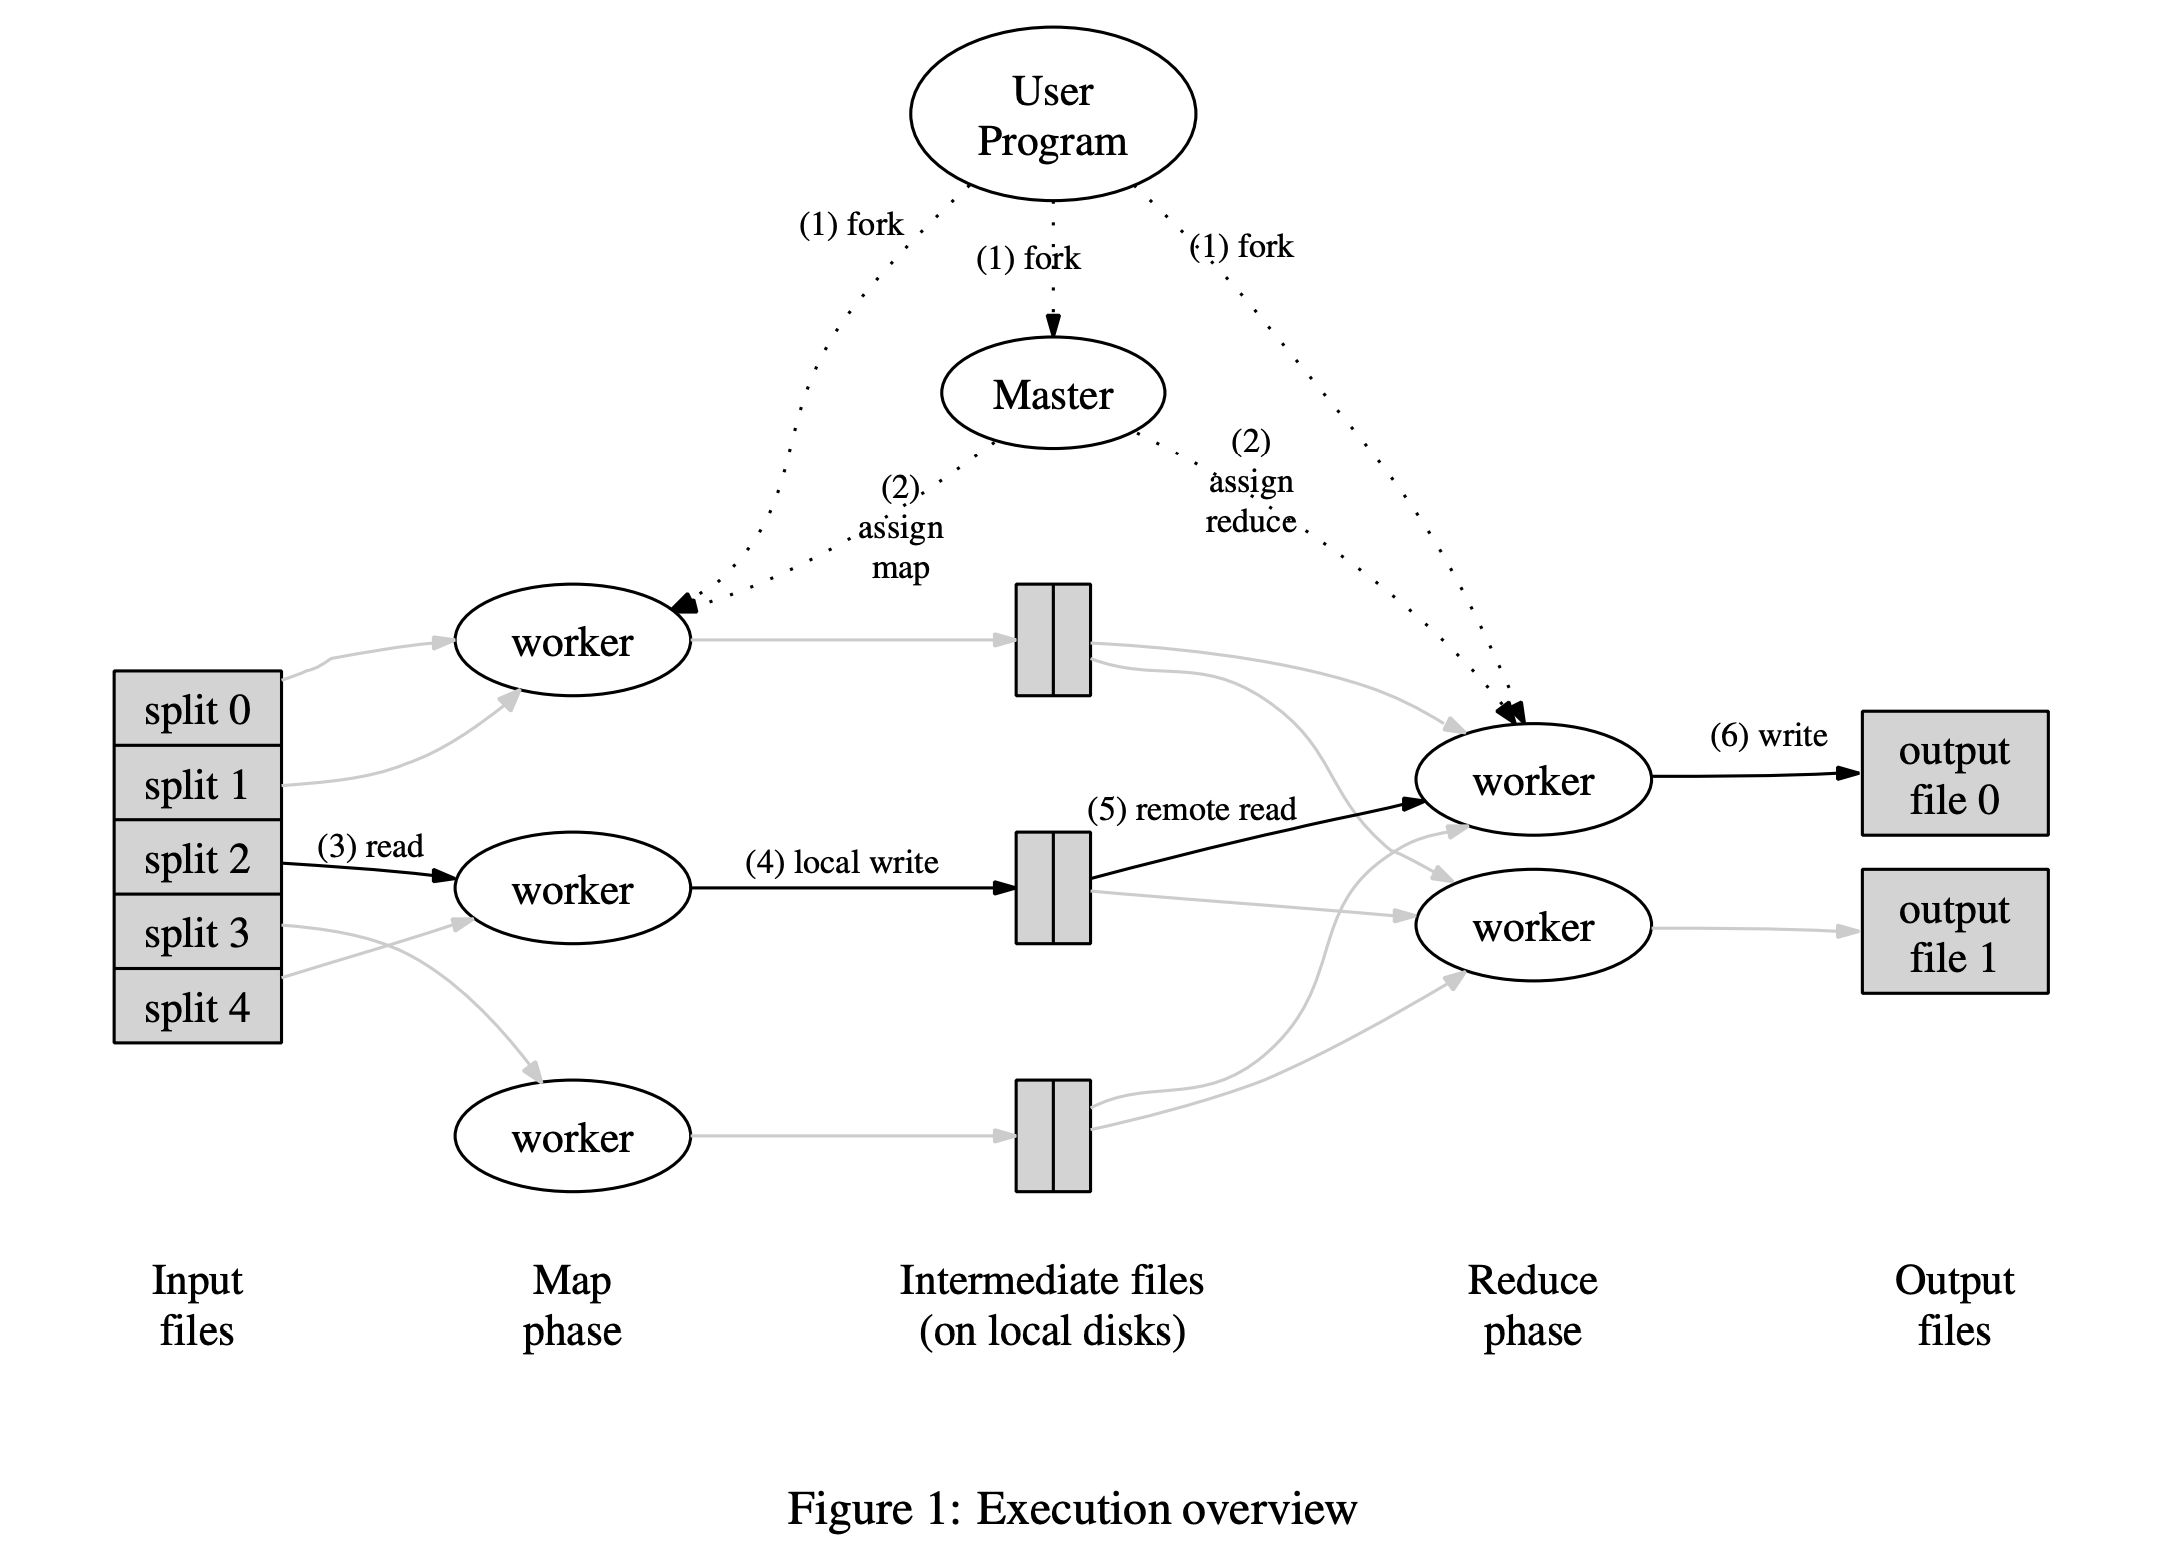 User
Program
(1) fork
(1) fork
(1) fork
Master
(2)
assign
map
(2)
assign
reduce
worker
split 0
split 1
split 2
split 3
split 4
(3) read
worker
(4) local write
(5) remote read
worker
(6) write
output
file 0
worker
output
file 1
worker
Input
files
Map
phase
Intermediate files
(on local disks)
Reduce
phase
Output
files
Figure 1: Execution overview